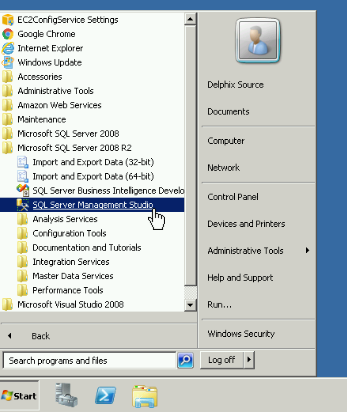 EC2ConfigService Settings
Google Chrome
Internet Explorer
Windows Update
Accessories
Administrative Tools
Amazon Web Services
Maintenance
Microsoft SQL Server 2008
Microsoft SQL Server 2008 R2
Import and Export Data (32-bit)
Import and Export Data (64-bit)
SQL Server Business Intelligence Develo
SQL Server Management Studio
Analysis Services
Configuration Tools
Documentation and Tutorials
Integration Services
Master Data Services
Performance Tools
Microsoft Visual Studio 2008
Back
Search programs and files
Delphix Source
Documents
Computer
Network
Control Panel
Devices and Printers
Administrative Tools
Help and Support
Run...
Windows Security
Log off
Start